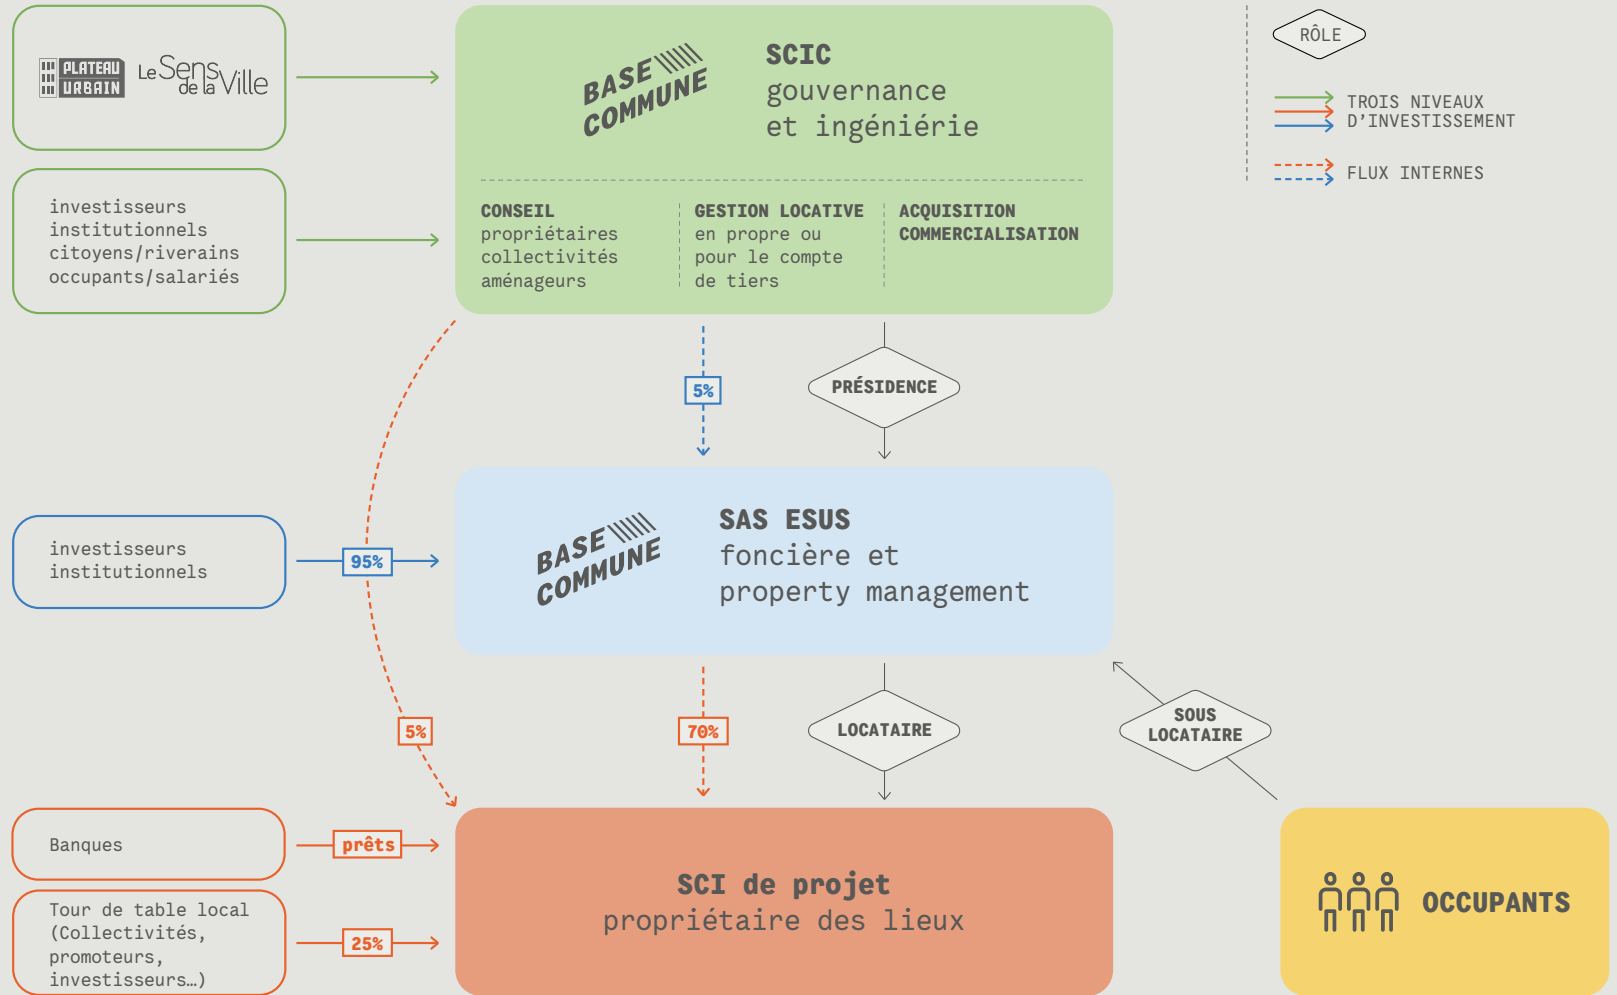 PLATEAU
URBAIN
Le Sens
de la Ville
investisseurs
institutionnels
citoyens/riverains
occupants/salariés
BASE
COMMUNE
SCIC
gouvernance
et ingéniérie
CONSEIL
propriétaires
collectivités
aménageurs
GESTION LOCATIVE
en propre ou
pour le compte
de tiers
ACQUISITION
COMMERCIALISATION
RÔLE
TROIS NIVEAUX
D’INVESTISSEMENT
FLUX INTERNES
5%
PRÉSIDENCE
investisseurs
institutionnels
95%
BASE
COMMUNE
SAS ESUS
foncière et
property management
5%
70%
LOCATAIRE
SOUS
LOCATAIRE
Banques
prêts
Tour de table local
(Collectivités,
promoteurs,
investisseurs…)
25%
SCI de projet
propriétaire des lieux
OCCUPANTS